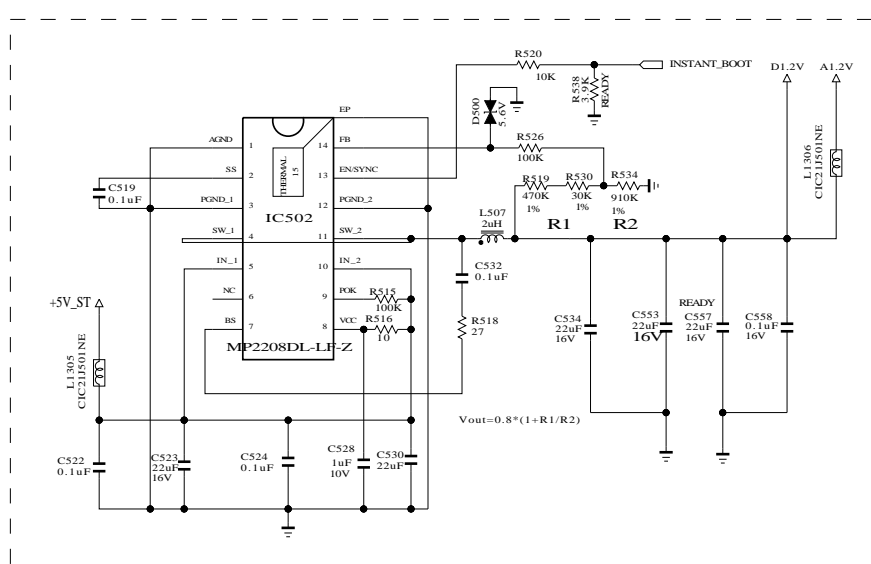 R520
10K
INSTANT_BOOT
R538
3.9K
READY
D1.2V
A1.2V
L1306
CIC21J501NE
EP
D500
5.6V
AGND
1
14
FB
R526
100K
SS
2
THERMAL
15
13
EN/SYNC
C519
0.1uF
PGND_1
3
12
PGND_2
IC502
R519
470K
1%
R530
30K
1%
R534
910K
1%
R1
R2
L507
2uH
SW_1
4
11
SW_2
IN_1
5
10
IN_2
C532
0.1uF
NC
6
9
POK
R515
100K
BS
7
8
VCC
R516
10
R518
27
MP2208DL-LF-Z
+5V_ST
L1305
CIC21J501NE
C534
22uF
16V
C553
22uF
16V
READY
C557
22uF
16V
C558
0.1uF
16V
Vout=0.8*(1+R1/R2)
C522
0.1uF
C523
22uF
16V
C524
0.1uF
C528
1uF
10V
C530
22uF